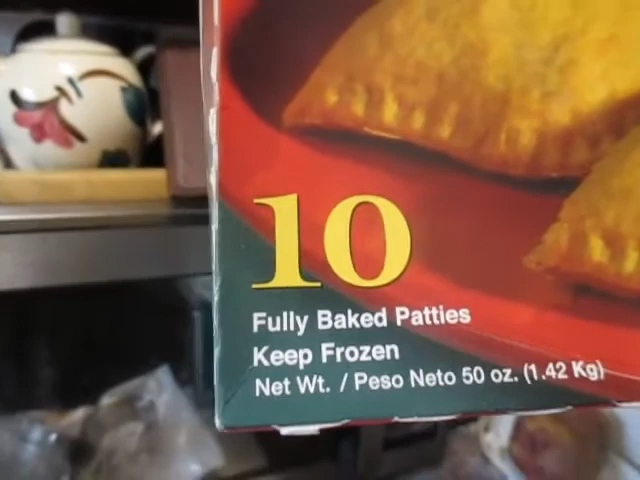 10
Fully Baked Patties
Keep Frozen
Net Wt. / Peso Neto 50 oz. (1.42 Kg)